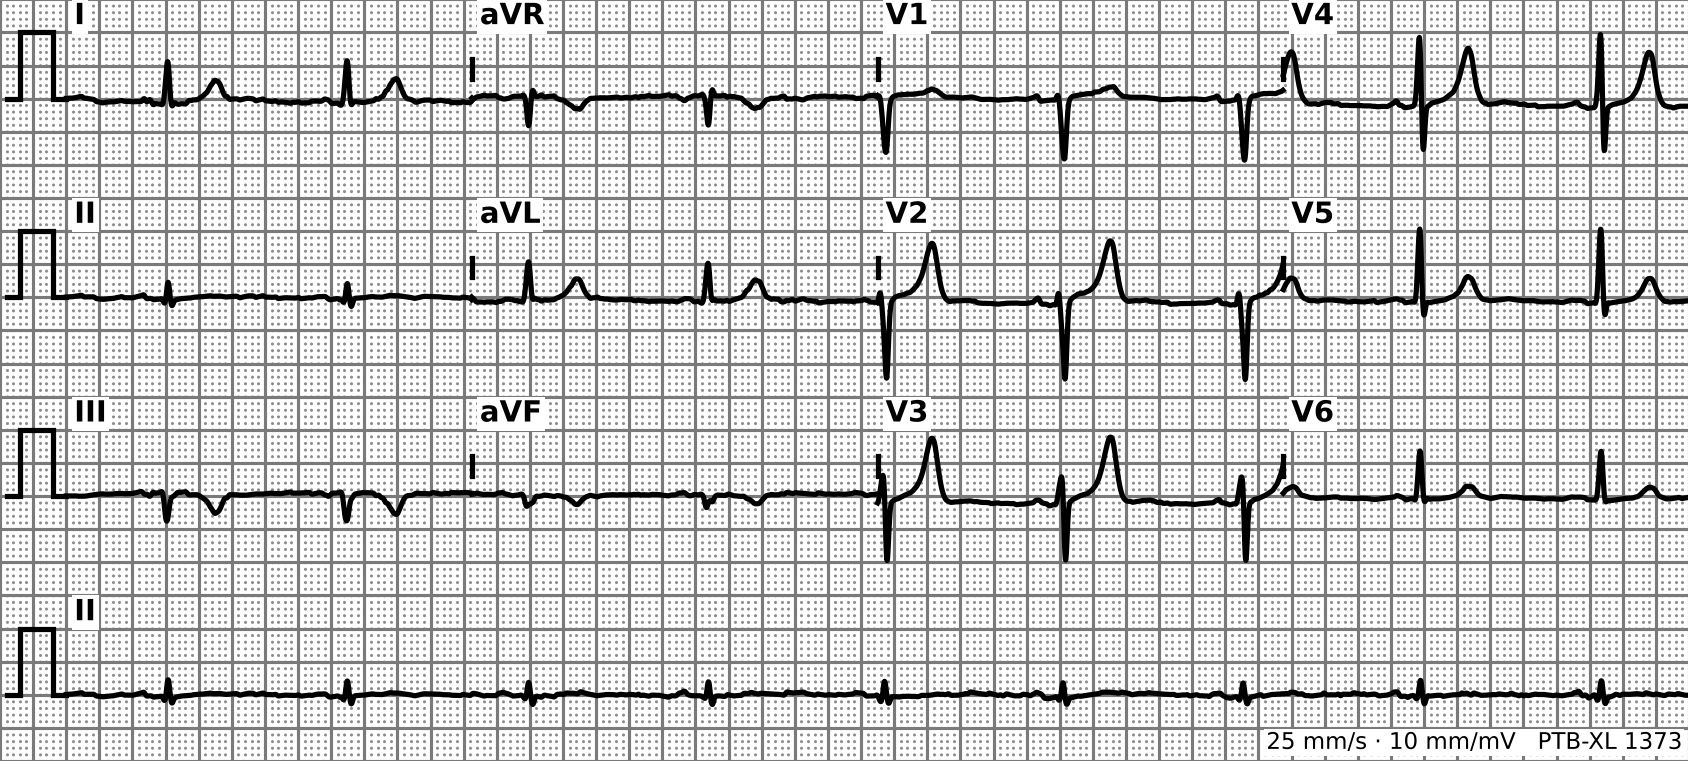 I aVR V1 V4
II aVL V2 V5
III aVF V3 V6
II
25 mm/s · 10 mm/mV PTB-XL 1373